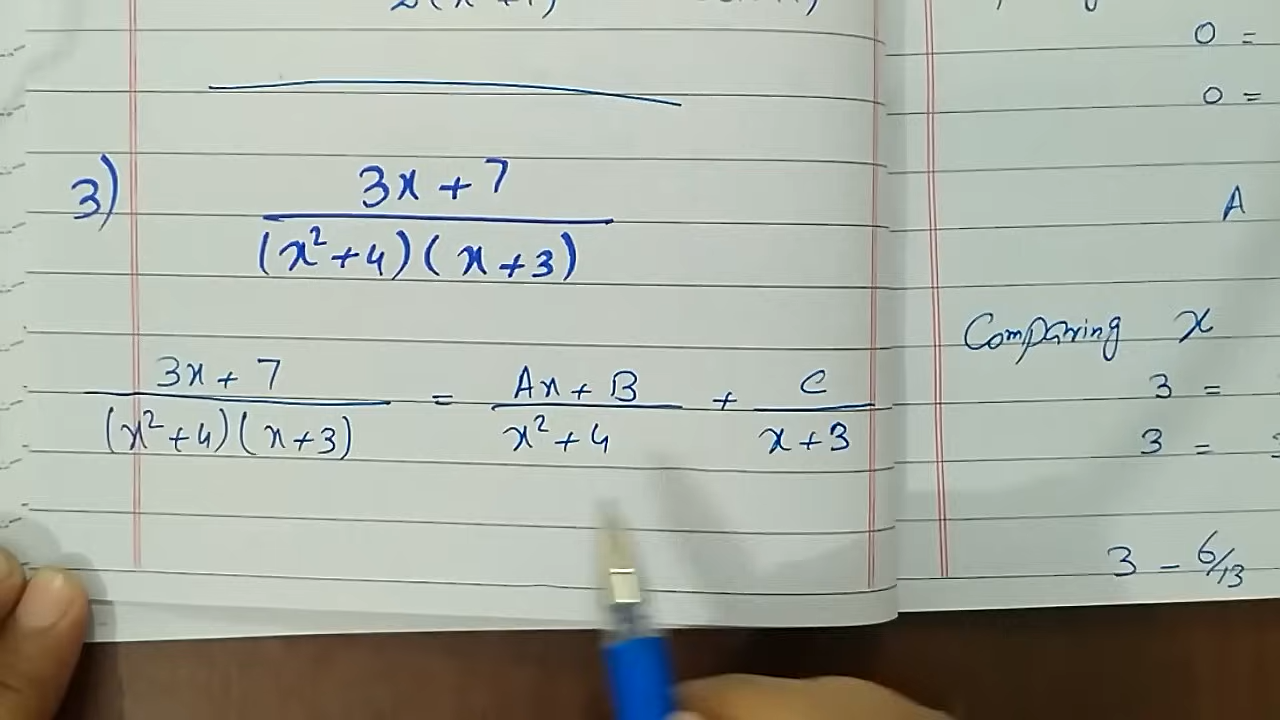 3) 3x + 7
(x² + 4)(x + 3)
3x + 7 / (x² + 4)(x + 3) = Ax + B / x² + 4 + C / x + 3
0 =
0 =
A
Comparing x
3 =
3 =
3 - 6/13